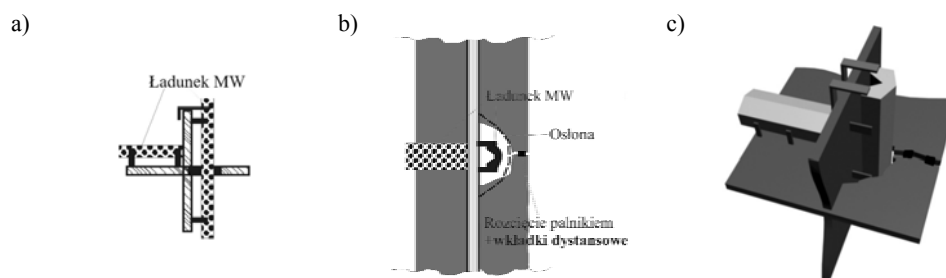 a)
b)
c)
Ładunek MW
Ładunek MW
Osłona
Rozcięcie palnikiem
+wkładki dystansowe